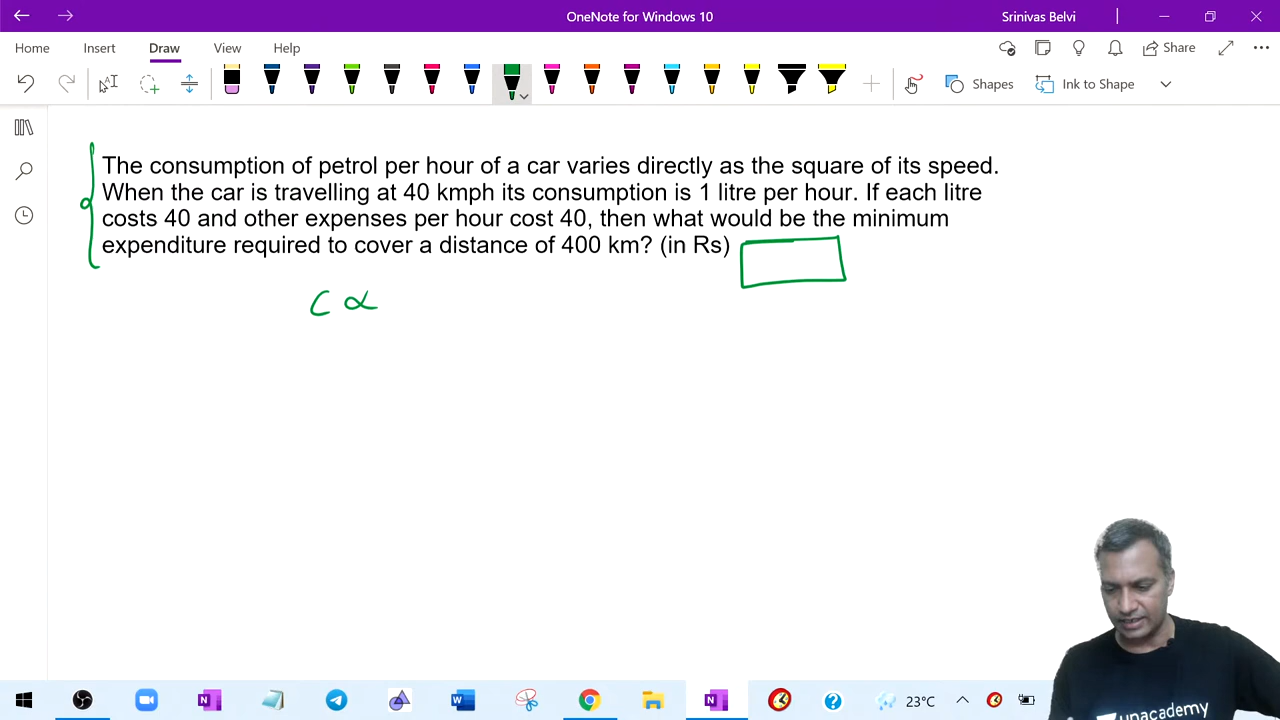 OneNote for Windows 10
Srinivas Belvi
Home Insert Draw View Help
Share
Shapes
Ink to Shape
The consumption of petrol per hour of a car varies directly as the square of its speed.
When the car is travelling at 40 kmph its consumption is 1 litre per hour. If each litre
costs 40 and other expenses per hour cost 40, then what would be the minimum
expenditure required to cover a distance of 400 km? (in Rs)
C ∝
23°C
unacademy